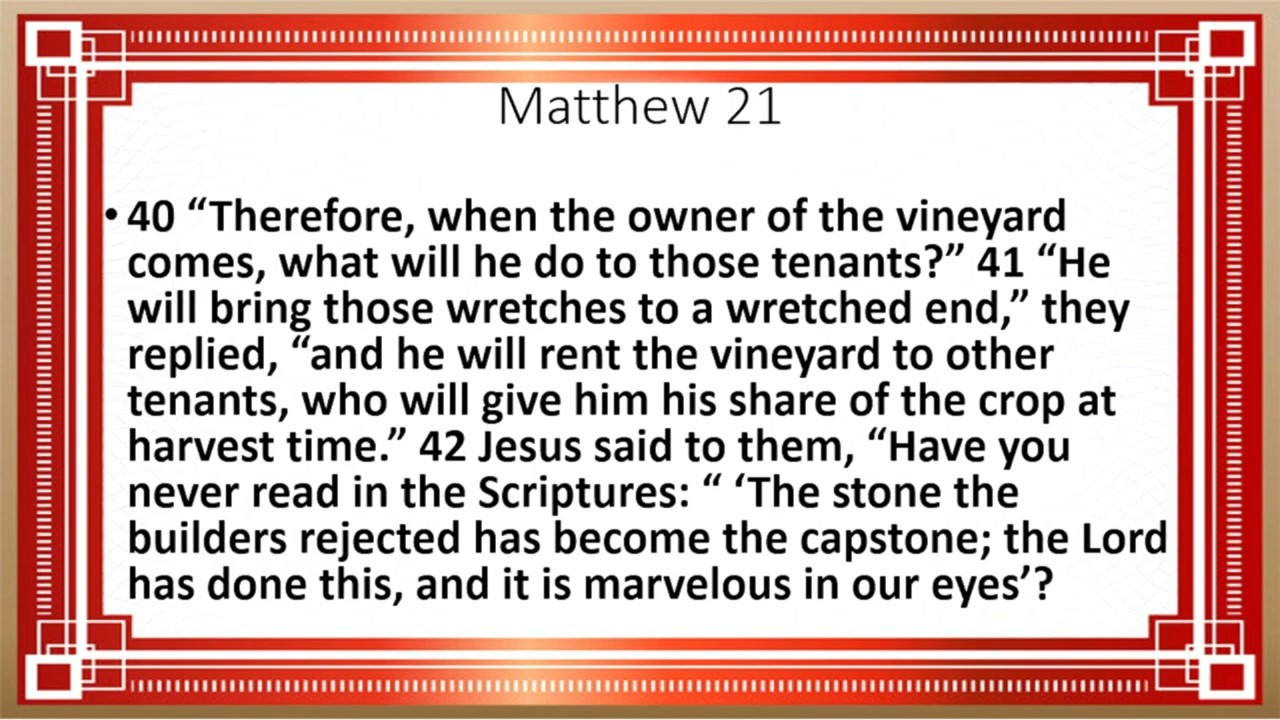 Matthew 21
• 40 “Therefore, when the owner of the vineyard
comes, what will he do to those tenants?” 41 “He
will bring those wretches to a wretched end,” they
replied, “and he will rent the vineyard to other
tenants, who will give him his share of the crop at
harvest time.” 42 Jesus said to them, “Have you
never read in the Scriptures: “ ‘The stone the
builders rejected has become the capstone; the Lord
has done this, and it is marvelous in our eyes’?